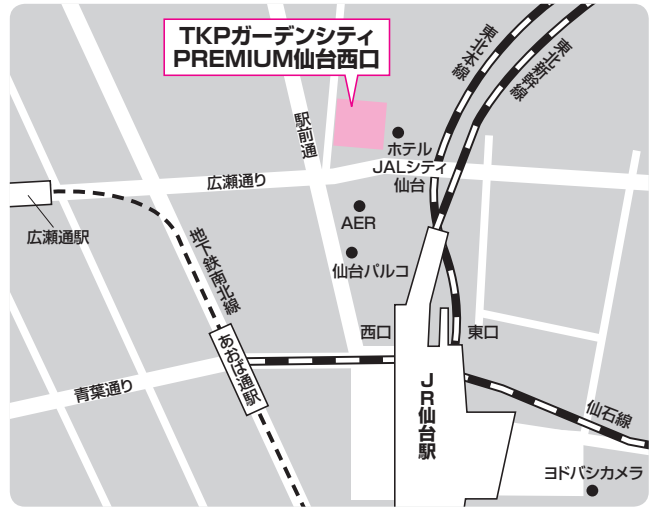 TKPガーデンシティ
PREMIUM仙台西口
東北本線
東北新幹線
駅前通
ホテル
JALシティ
仙台
広瀬通り
広瀬通駅
AER
地下鉄南北線
仙台パルコ
西口
東口
あおば通駅
青葉通り
JR仙台駅
仙石線
ヨドバシカメラ